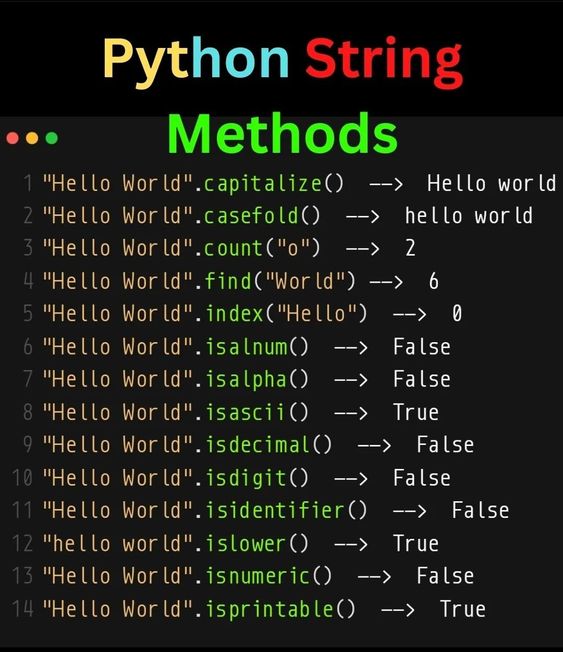 Python String
Methods
1 "Hello World".capitalize() --> Hello world
2 "Hello World".casefold() --> hello world
3 "Hello World".count("o") --> 2
4 "Hello World".find("World") --> 6
5 "Hello World".index("Hello") --> 0
6 "Hello World".isalnum() --> False
7 "Hello World".isalpha() --> False
8 "Hello World".isascii() --> True
9 "Hello World".isdecimal() --> False
10 "Hello World".isdigit() --> False
11 "Hello World".isidentifier() --> False
12 "hello world".islower() --> True
13 "Hello World".isnumeric() --> False
14 "Hello World".isprintable() --> True